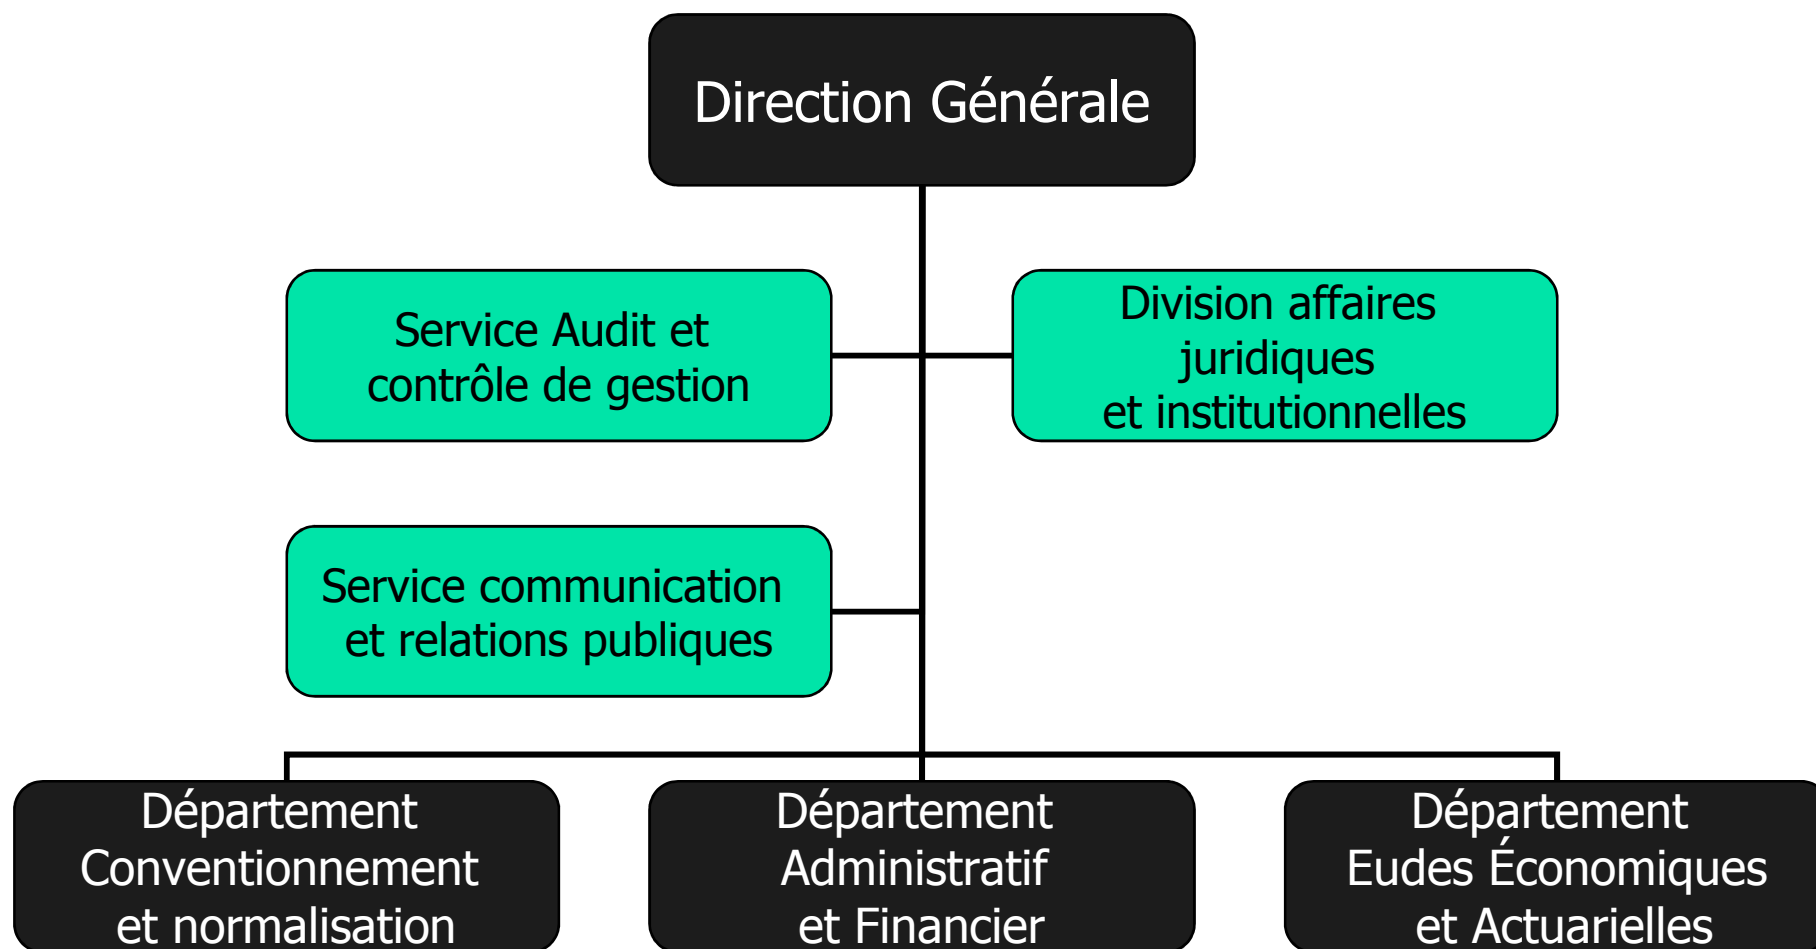 Direction Générale
Service Audit et
contrôle de gestion
Division affaires
juridiques
et institutionnelles
Service communication
et relations publiques
Département
Conventionnement
et normalisation
Département
Administratif
et Financier
Département
Eudes Économiques
et Actuarielles